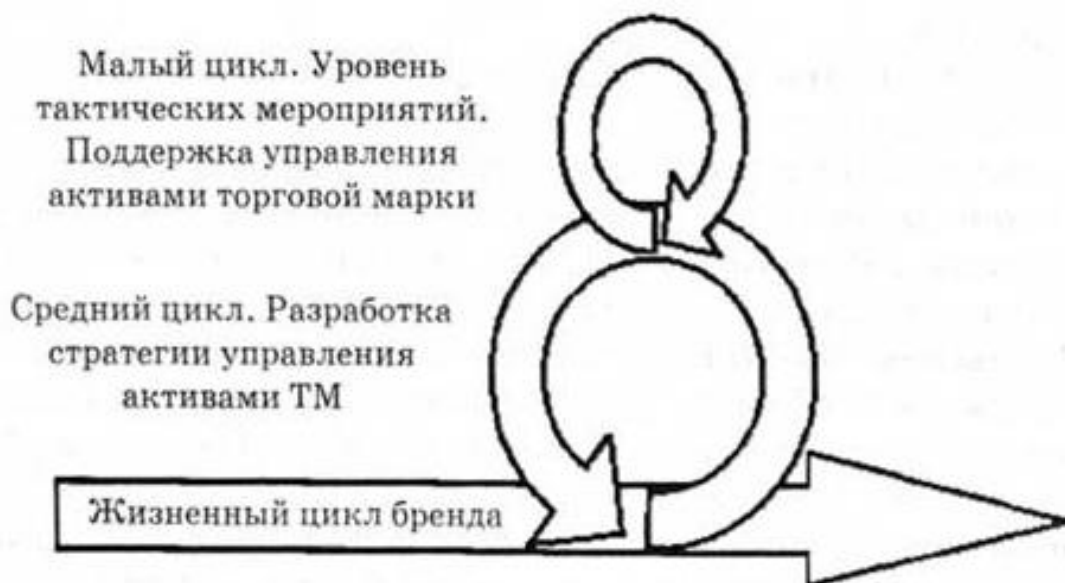 Малый цикл. Уровень
тактических мероприятий.
Поддержка управления
активами торговой марки
Средний цикл. Разработка
стратегии управления
активами ТМ
Жизненный цикл бренда